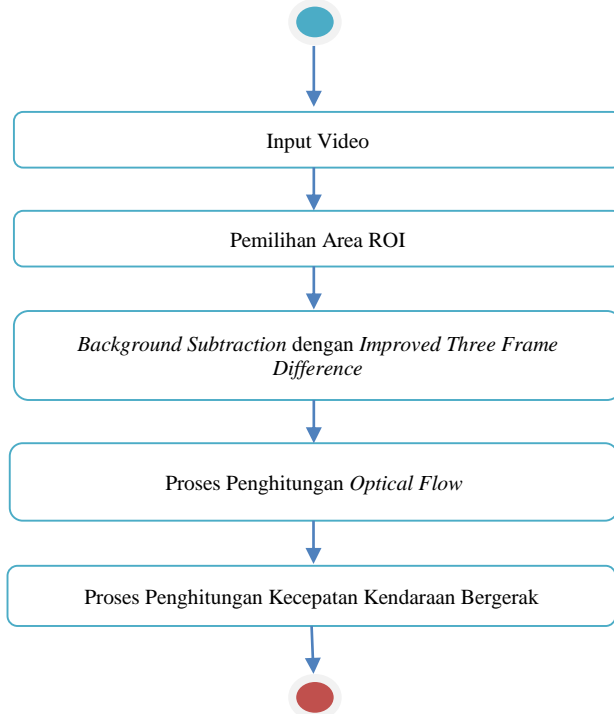 Input Video
Pemilihan Area ROI
Background Subtraction dengan Improved Three Frame
Difference
Proses Penghitungan Optical Flow
Proses Penghitungan Kecepatan Kendaraan Bergerak